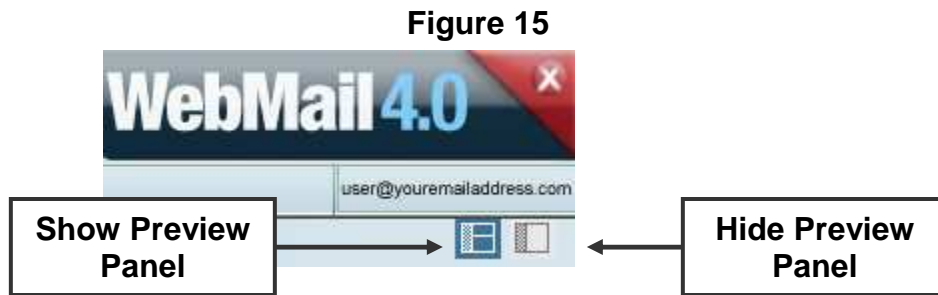 Figure 15
WebMail 4.0
user@youremailaddress.com
Show Preview
Panel
Hide Preview
Panel